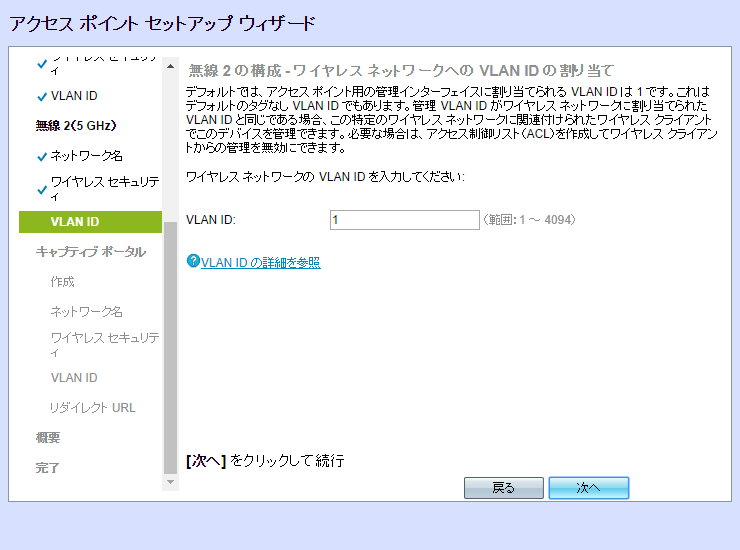 アクセス ポイント セットアップ ウィザード
ィ
VLAN ID
無線 2(5 GHz)
ネットワーク名
ワイヤレス セキュリテ
ィ
VLAN ID
キャプティブ ポータル
作成
ネットワーク名
ワイヤレス セキュリテ
ィ
VLAN ID
リダイレクト URL
概要
完了
無線 2 の構成 - ワイヤレス ネットワークへの VLAN ID の割り当て
デフォルトでは、アクセス ポイント用の管理インターフェイスに割り当てられる VLAN ID は 1 です。これは
デフォルトのタグなし VLAN ID でもあります。管理 VLAN ID がワイヤレス ネットワークに割り当てられた
VLAN ID と同じである場合、この特定のワイヤレス ネットワークに関連付けられたワイヤレス クライアント
でこのデバイスを管理できます。必要な場合は、アクセス制御リスト(ACL)を作成してワイヤレス クライアン
トからの管理を無効にできます。
ワイヤレス ネットワークの VLAN ID を入力してください:
VLAN ID: 1 (範囲: 1 ～ 4094)
?VLAN ID の詳細を参照
[次へ] をクリックして続行
戻る 次へ